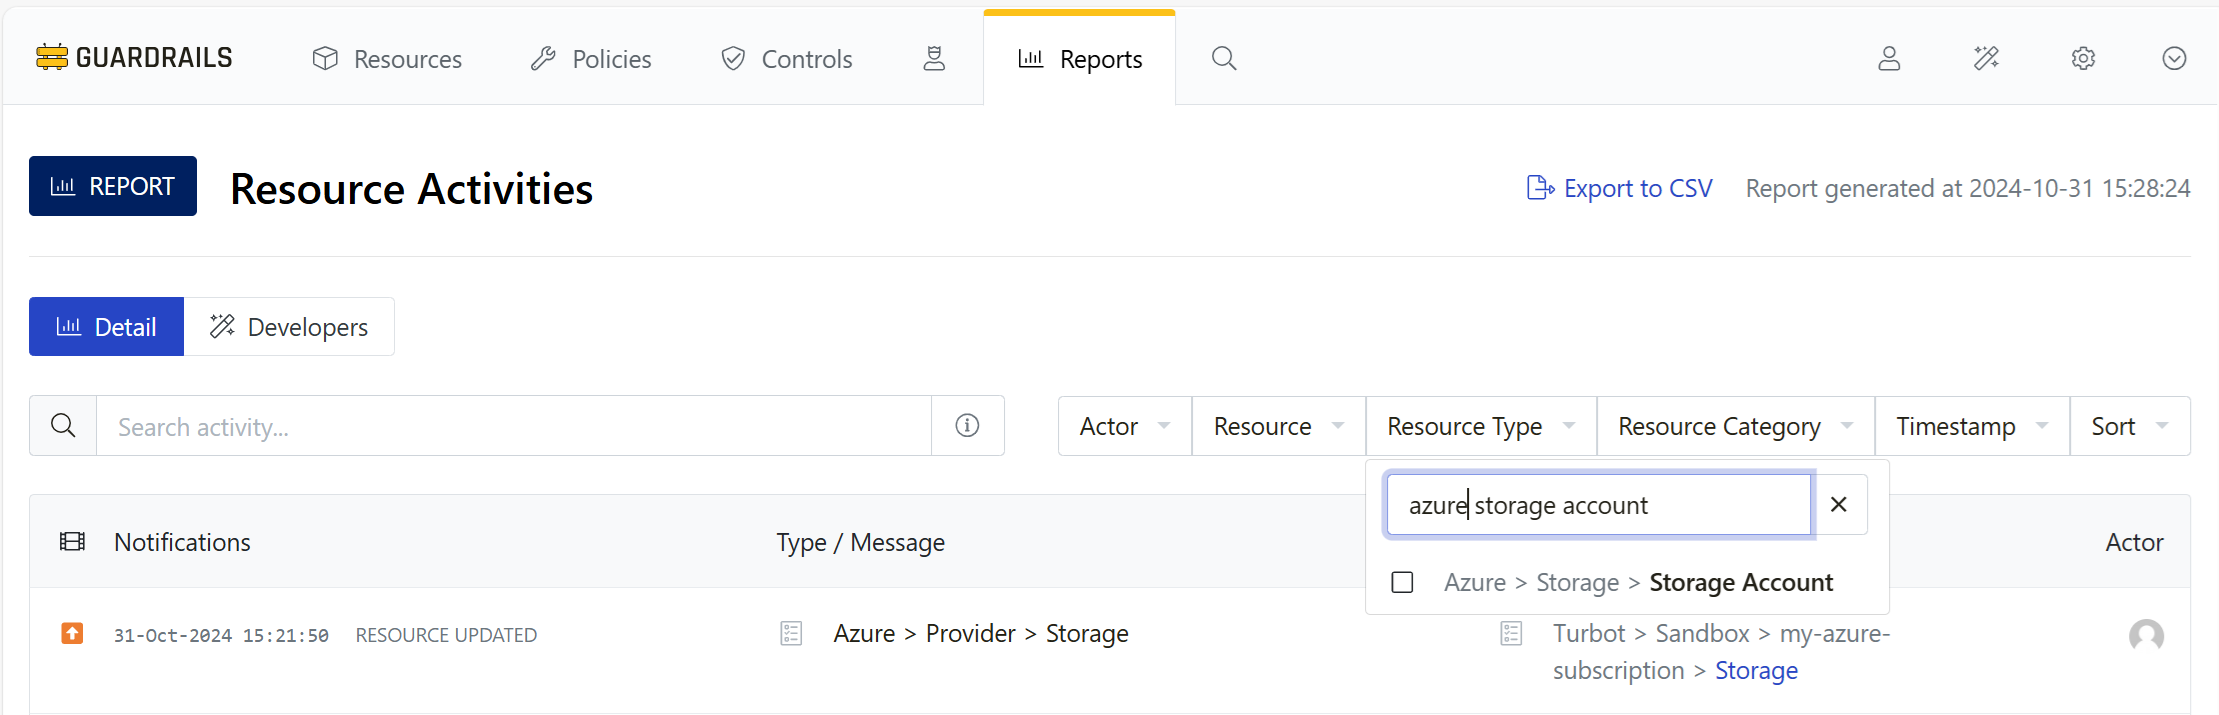 GUARDRAILS Resources Policies Controls Reports
REPORT Resource Activities Export to CSV Report generated at 2024-10-31 15:28:24
Detail Developers
Search activity... Actor Resource Resource Type Resource Category Timestamp Sort
azure storage account
Notifications Type / Message Actor
Azure > Storage > Storage Account
31-Oct-2024 15:21:50 RESOURCE UPDATED Azure > Provider > Storage Turbot > Sandbox > my-azure-
subscription > Storage